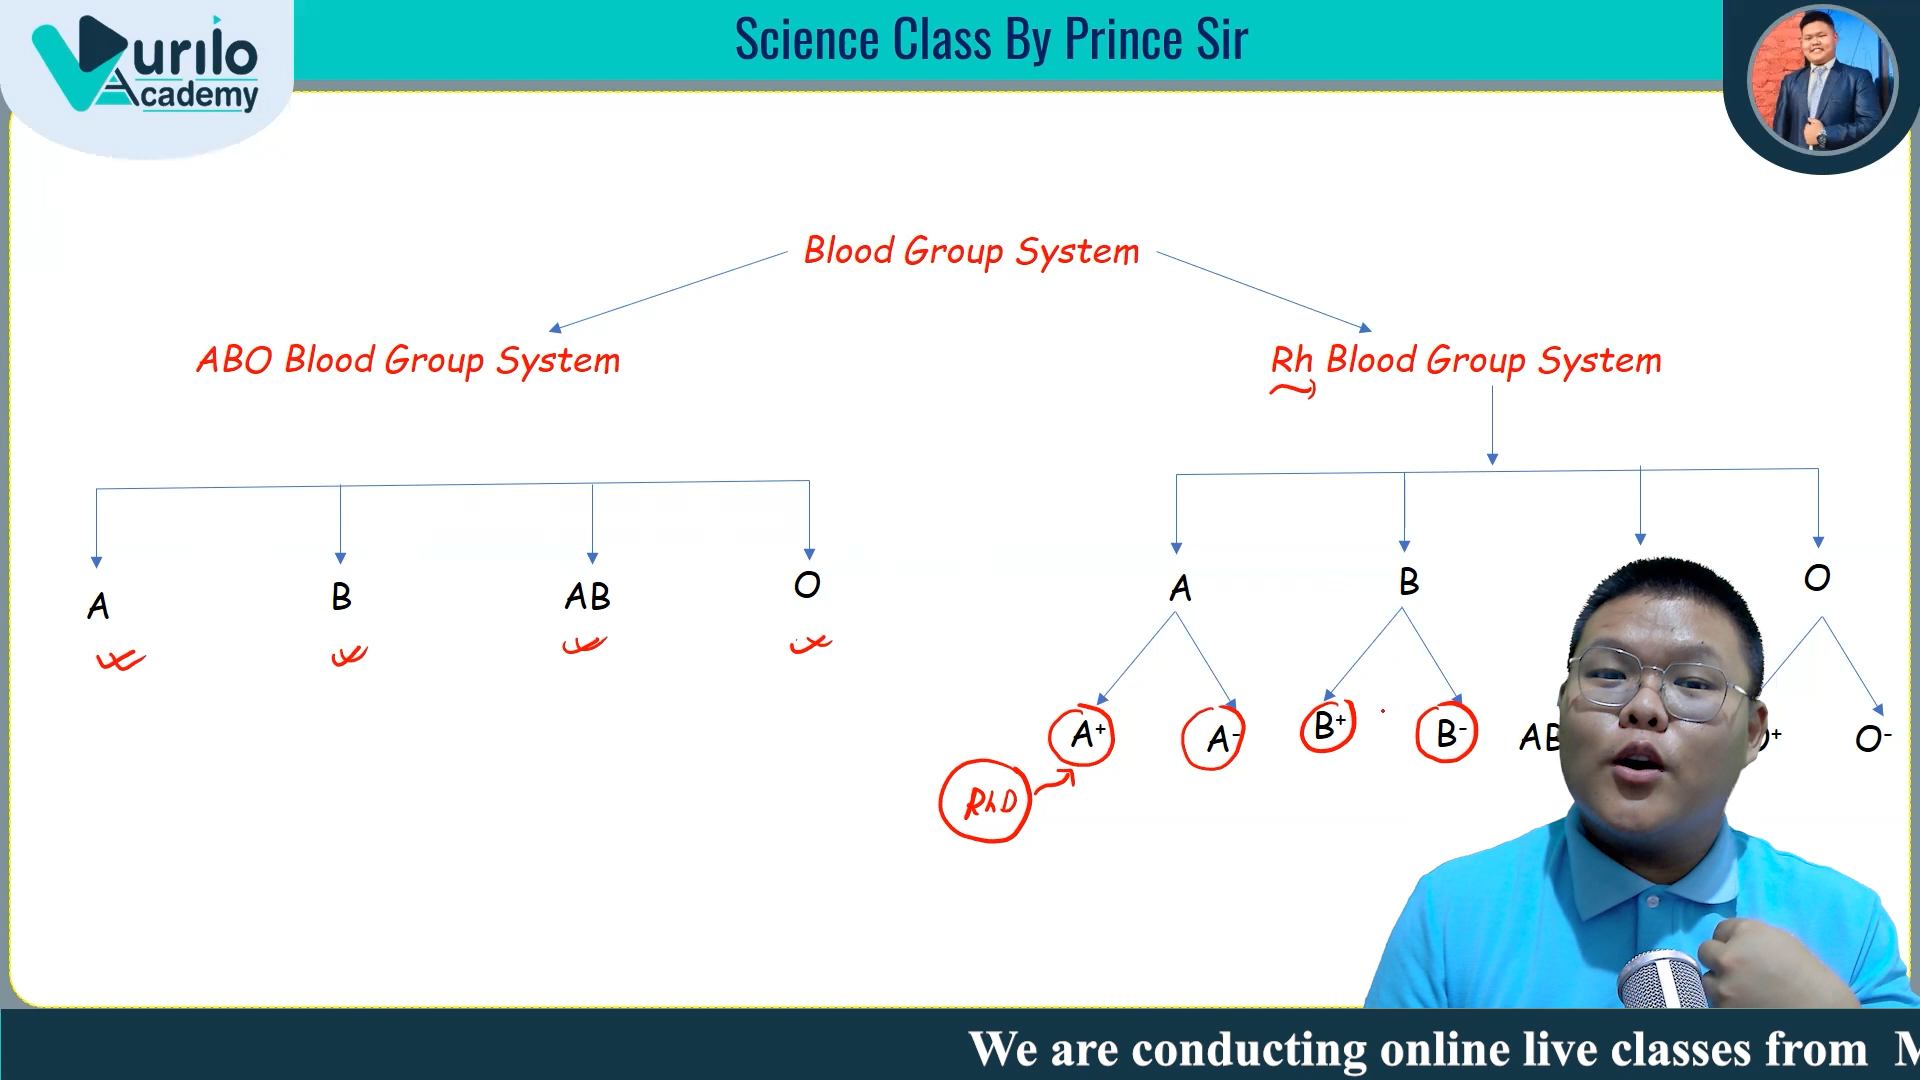 Vurilo
Academy
Science Class By Prince Sir
Blood Group System
ABO Blood Group System
Rh Blood Group System
A
B
AB
O
A
B
O
A+
A-
B+
B-
AB
O-
RhD
We are conducting online live classes from